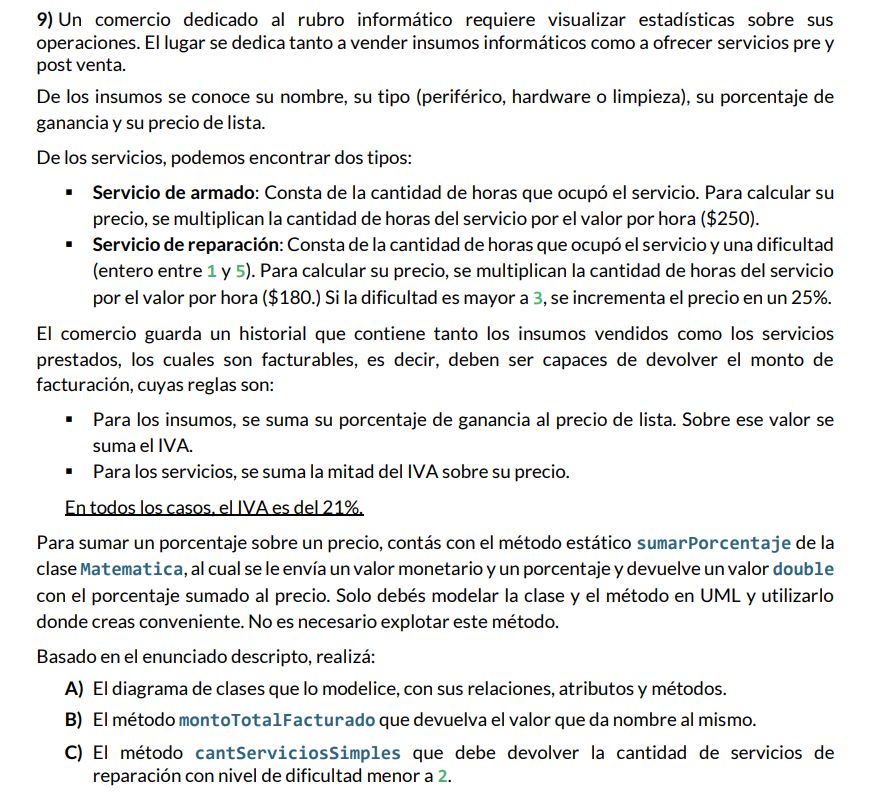 9) Un comercio dedicado al rubro informático requiere visualizar estadísticas sobre sus
operaciones. El lugar se dedica tanto a vender insumos informáticos como a ofrecer servicios pre y
post venta.
De los insumos se conoce su nombre, su tipo (periférico, hardware o limpieza), su porcentaje de
ganancia y su precio de lista.
De los servicios, podemos encontrar dos tipos:
▪ Servicio de armado: Consta de la cantidad de horas que ocupó el servicio. Para calcular su
precio, se multiplican la cantidad de horas del servicio por el valor por hora ($250).
▪ Servicio de reparación: Consta de la cantidad de horas que ocupó el servicio y una dificultad
(entero entre 1 y 5). Para calcular su precio, se multiplican la cantidad de horas del servicio
por el valor por hora ($180.) Si la dificultad es mayor a 3, se incrementa el precio en un 25%.
El comercio guarda un historial que contiene tanto los insumos vendidos como los servicios
prestados, los cuales son facturables, es decir, deben ser capaces de devolver el monto de
facturación, cuyas reglas son:
▪ Para los insumos, se suma su porcentaje de ganancia al precio de lista. Sobre ese valor se
suma el IVA.
▪ Para los servicios, se suma la mitad del IVA sobre su precio.
En todos los casos, el IVA es del 21%.
Para sumar un porcentaje sobre un precio, contás con el método estático sumarPorcentaje de la
clase Matematica, al cual se le envía un valor monetario y un porcentaje y devuelve un valor double
con el porcentaje sumado al precio. Solo debés modelar la clase y el método en UML y utilizarlo
donde creas conveniente. No es necesario explotar este método.
Basado en el enunciado descripto, realizá:
A) El diagrama de clases que lo modelice, con sus relaciones, atributos y métodos.
B) El método montoTotalFacturado que devuelva el valor que da nombre al mismo.
C) El método cantServiciosSimples que debe devolver la cantidad de servicios de
reparación con nivel de dificultad menor a 2.